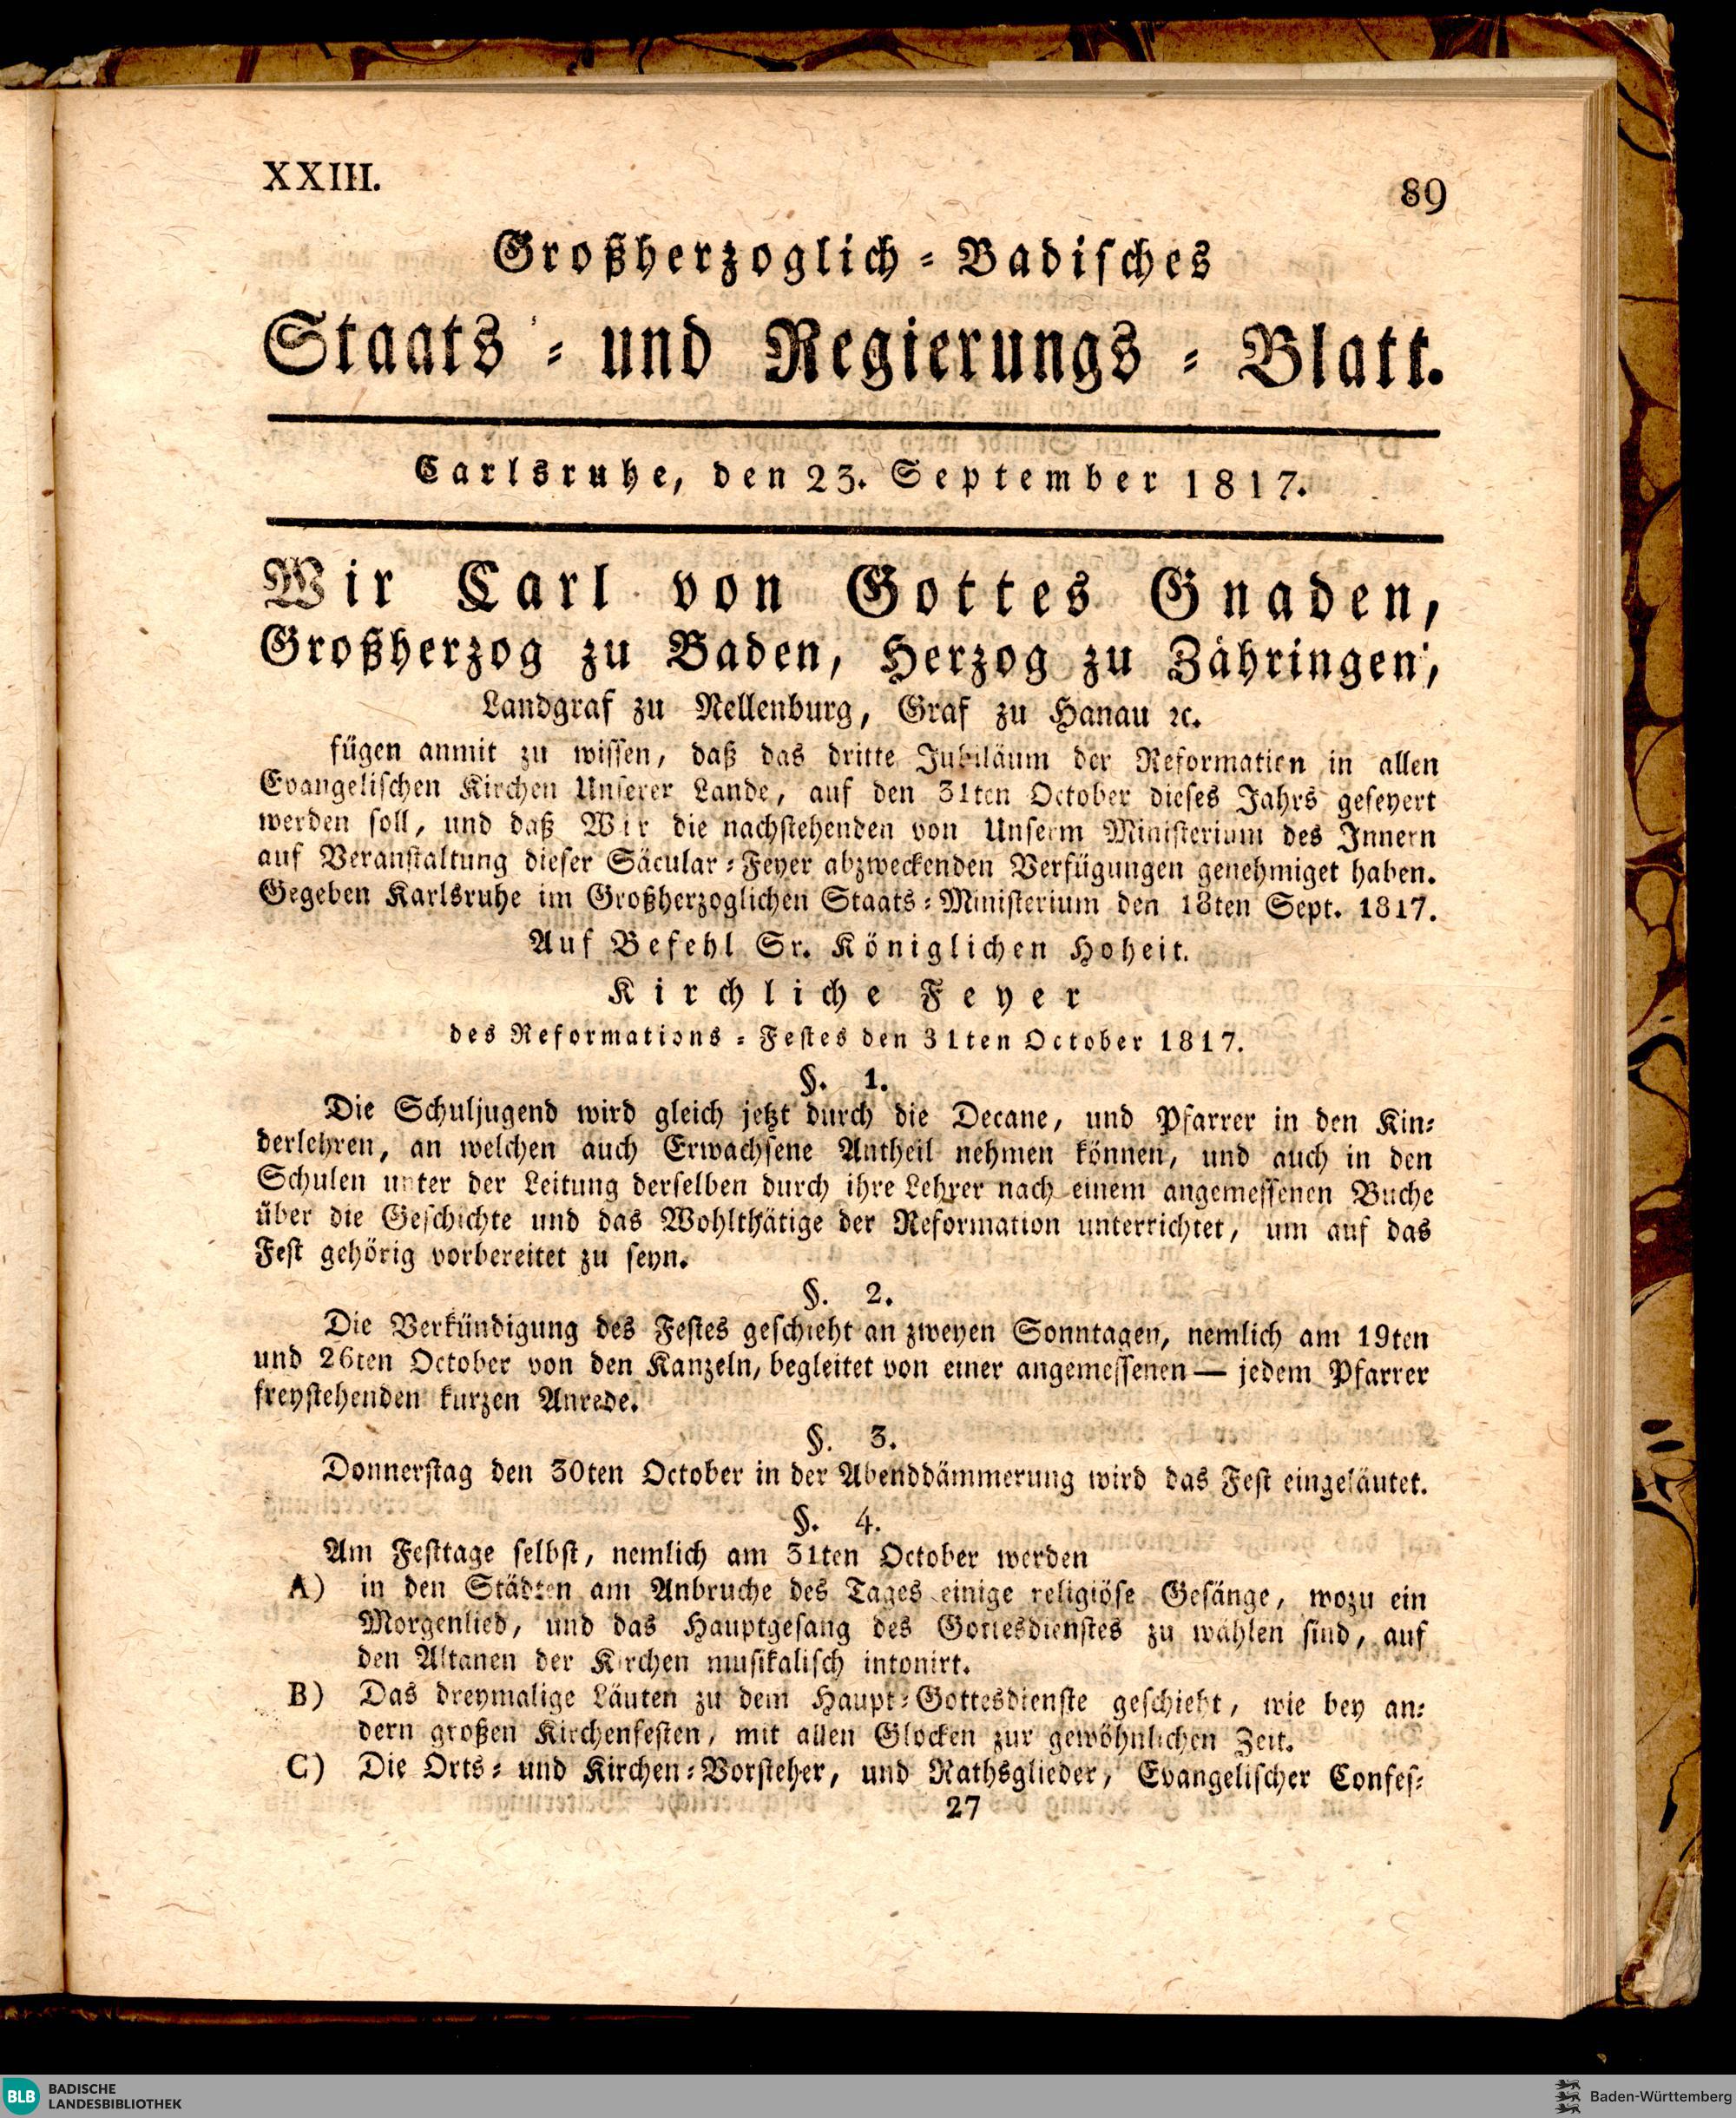 XXIII.
89
Großherzoglich-Badisches
Staats- und Regierungs-Blatt.
Carlsruhe, den 23. September 1817.
Wir Carl von Gottes Gnaden,
Großherzog zu Baden, Herzog zu Zähringen,
Landgraf zu Nellenburg, Graf zu Hanau ꝛc.
fügen anmit zu wissen, daß das dritte Jubiläum der Reformation in allen
Evangelischen Kirchen Unserer Lande, auf den 31ten October dieses Jahrs gefeyert
werden soll, und daß Wir die nachstehenden von Unserm Ministerium des Innern
auf Veranstaltung dieser Säcular-Feyer abzweckenden Verfügungen genehmiget haben.
Gegeben Karlsruhe im Großherzoglichen Staats-Ministerium den 18ten Sept. 1817.
Auf Befehl Sr. Königlichen Hoheit.
Kirchliche Feyer
des Reformations-Festes den 31ten October 1817.
§. 1.
Die Schuljugend wird gleich jetzt durch die Decane, und Pfarrer in den Kin-
derlehren, an welchen auch Erwachsene Antheil nehmen können, und auch in den
Schulen unter der Leitung derselben durch ihre Lehrer nach einem angemessenen Buche
über die Geschichte und das Wohlthätige der Reformation unterrichtet, um auf das
Fest gehörig vorbereitet zu seyn.
§. 2.
Die Verkündigung des Festes geschieht an zweyen Sonntagen, nemlich am 19ten
und 26ten October von den Kanzeln, begleitet von einer angemessenen — jedem Pfarrer
freystehenden kurzen Anrede.
§. 3.
Donnerstag den 30ten October in der Abenddämmerung wird das Fest eingeläutet.
§. 4.
Am Festtage selbst, nemlich am 31ten October werden
A) in den Städten am Anbruche des Tages einige religiöse Gesänge, wozu ein
Morgenlied, und das Hauptgesang des Gottesdienstes zu wählen sind, auf
den Altanen der Kirchen musikalisch intonirt.
B) Das dreymalige Läuten zu dem Haupt-Gottesdienste geschieht, wie bey an-
dern großen Kirchenfesten, mit allen Glocken zur gewöhnlichen Zeit.
C) Die Orts- und Kirchen-Vorsteher, und Rathsglieder, Evangelischer Confes-
27
BLB
BADISCHE
LANDESBIBLIOTHEK
Baden-Württemberg